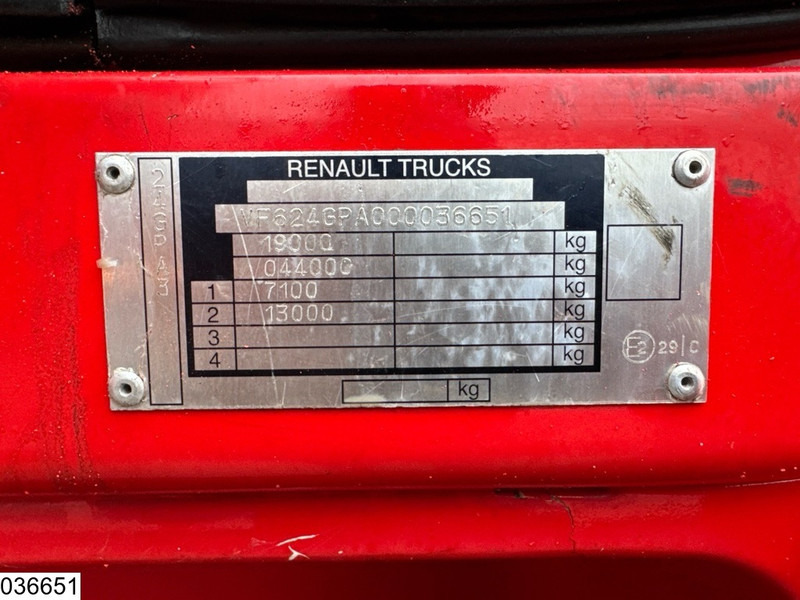 RENAULT TRUCKS
VF624GPA000036651
19000 kg
044000 kg
1 7100 kg
2 13000 kg
3 kg
4 kg
kg
E2 29/C
036651